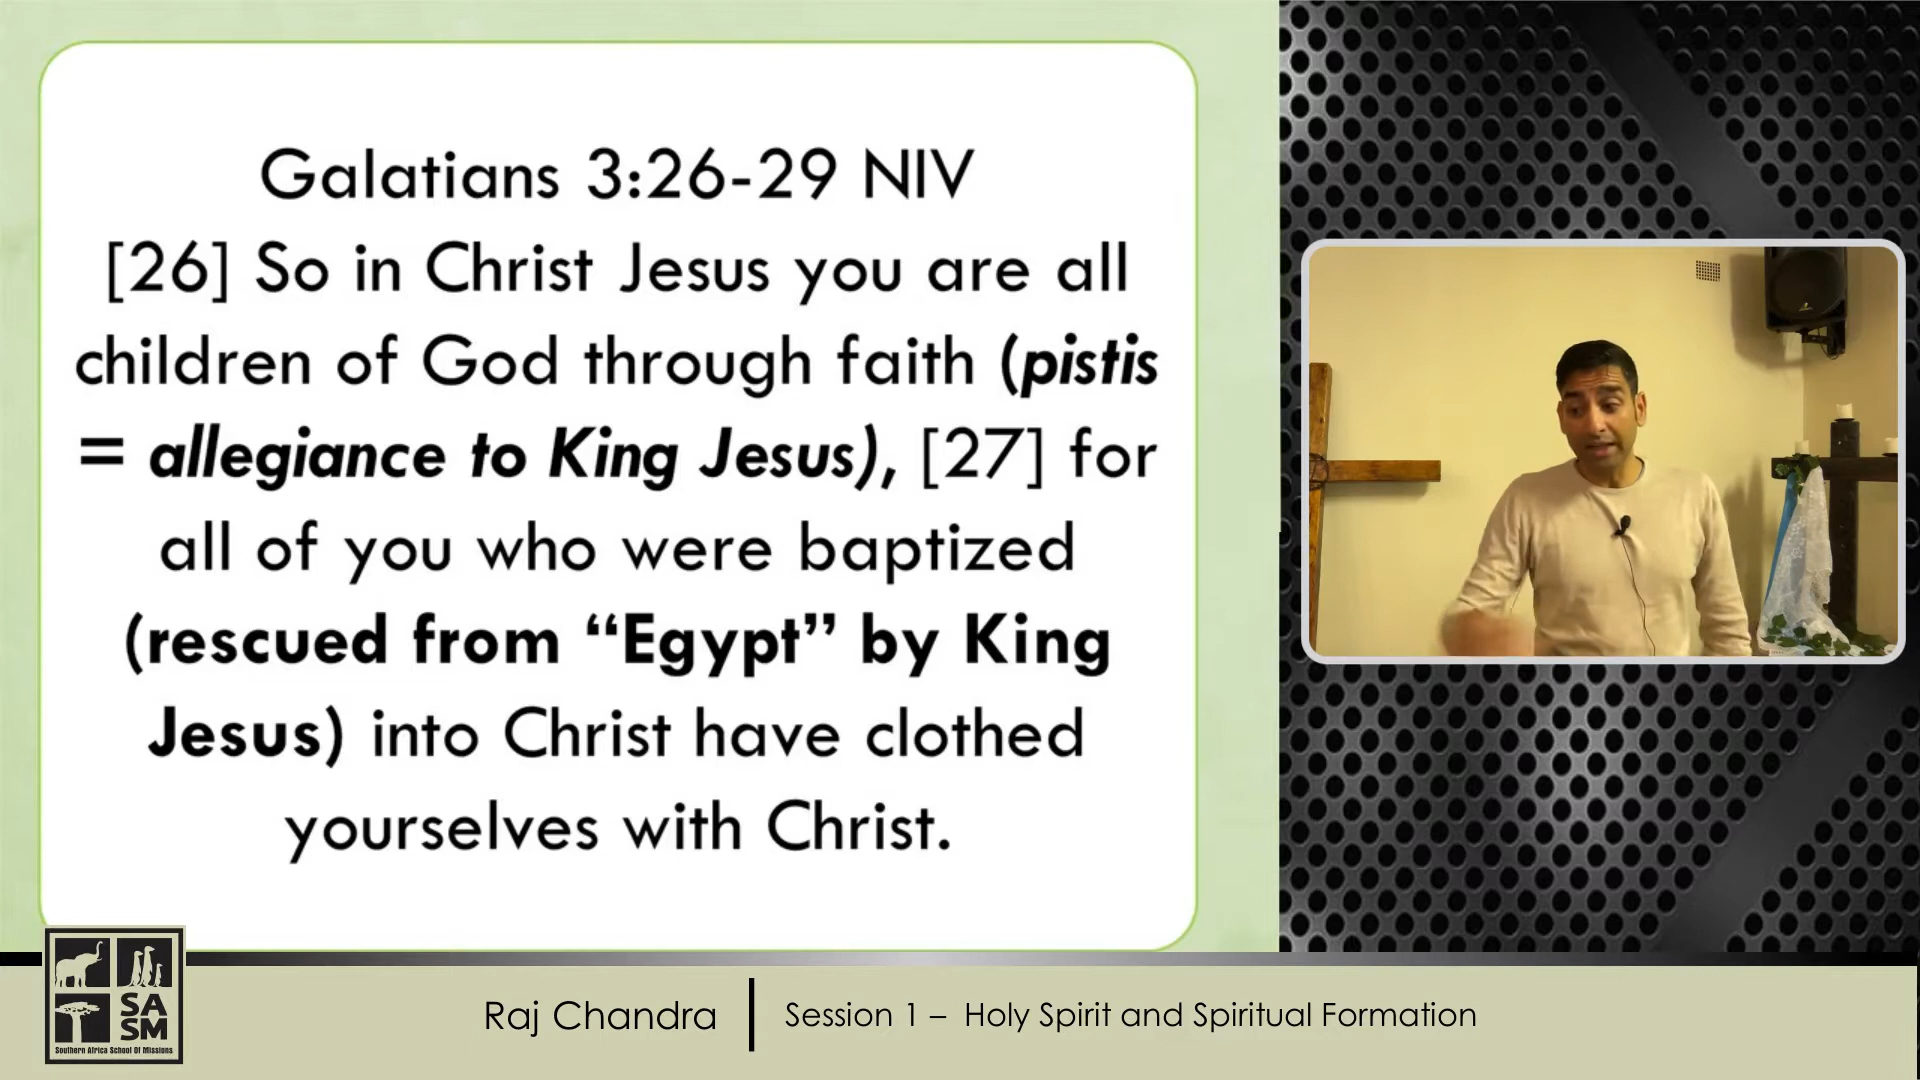 Galatians 3:26-29 NIV
[26] So in Christ Jesus you are all
children of God through faith (pistis
= allegiance to King Jesus), [27] for
all of you who were baptized
(rescued from “Egypt” by King
Jesus) into Christ have clothed
yourselves with Christ.
SA
SM
Southern Africa School Of Missions
Raj Chandra
Session 1 – Holy Spirit and Spiritual Formation